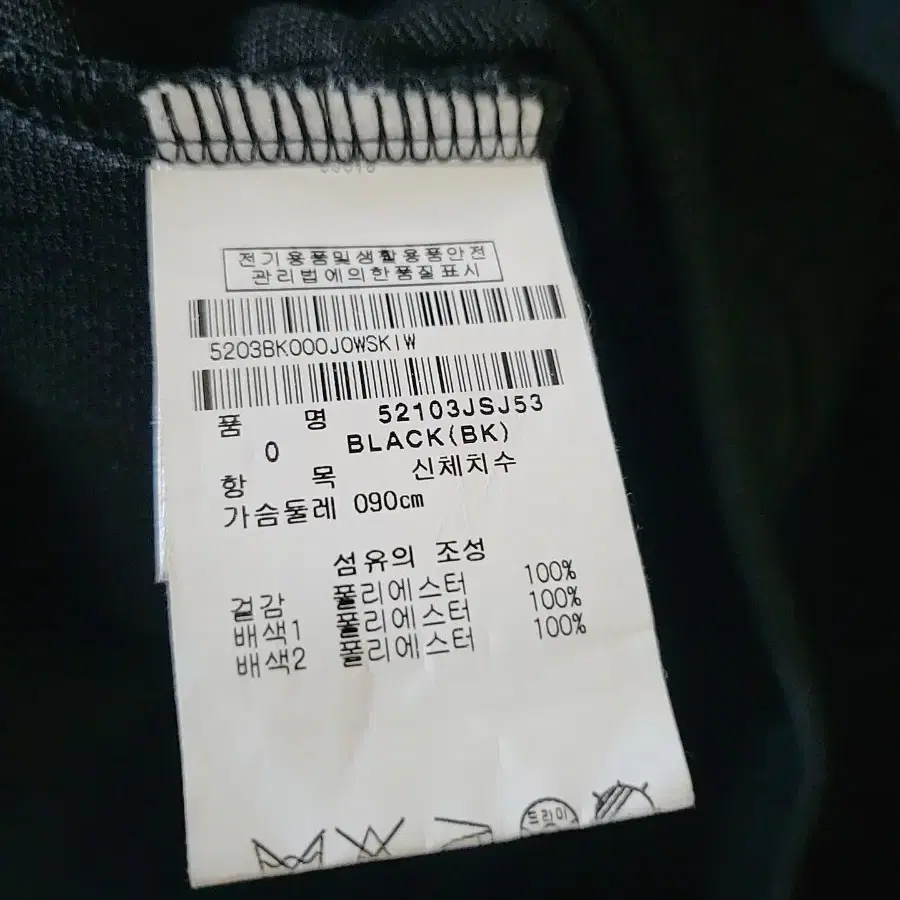 전기용품및생활용품안전
관리법에의한품질표시
5203BK000JOWSKIW
품 명 52103JSJ53
0 BLACK(BK)
항 목 신체치수
가슴둘레 090cm
섬유의 조성
겉감 폴리에스터 100%
배색1 폴리에스터 100%
배색2 폴리에스터 100%
드라이